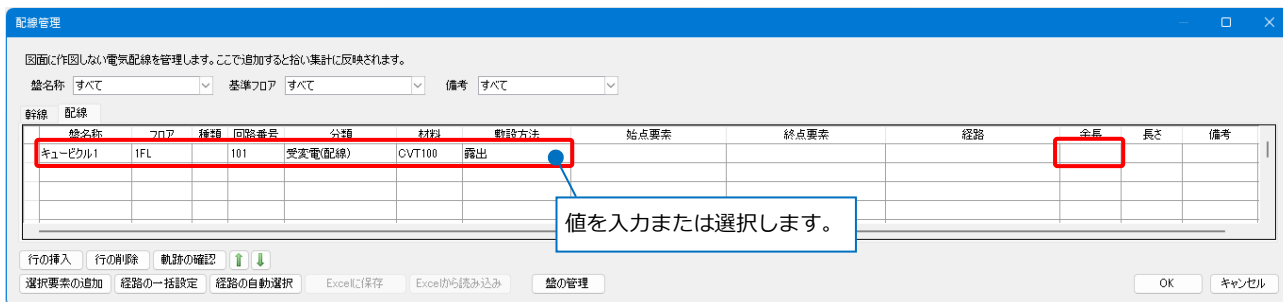 配線管理
図面に作図しない電気配線を管理します。ここで追加すると拾い集計に反映されます。
盤名称 すべて 基準フロア すべて 備考 すべて
幹線 配線
盤名称 フロア 種類 回路番号 分類 材料 敷設方法 始点要素 終点要素 経路 余長 長さ 備考
キュービクル1 1FL 101 受変電(配線) CVT100 露出
値を入力または選択します。
行の挿入 行の削除 軌跡の確認
選択要素の追加 経路の一括設定 経路の自動選択 Excelに保存 Excelから読み込み 盤の管理 OK キャンセル